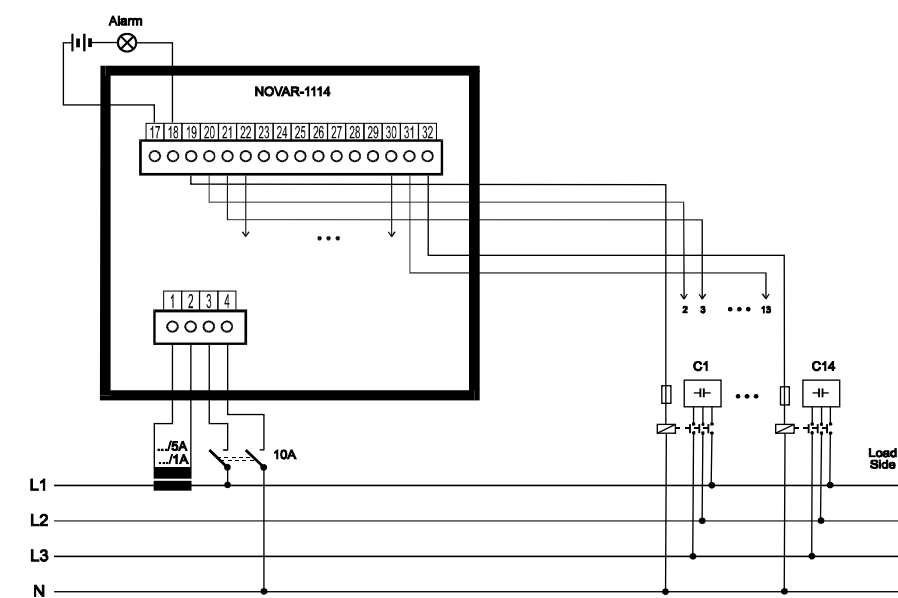 Alarm
NOVAR-1114
17 18 19 20 21 22 23 24 25 26 27 28 29 30 31 32
2 3 13
1 2 3 4
C1 C14
.../5A
.../1A
10A
Load
Side
L1
L2
L3
N